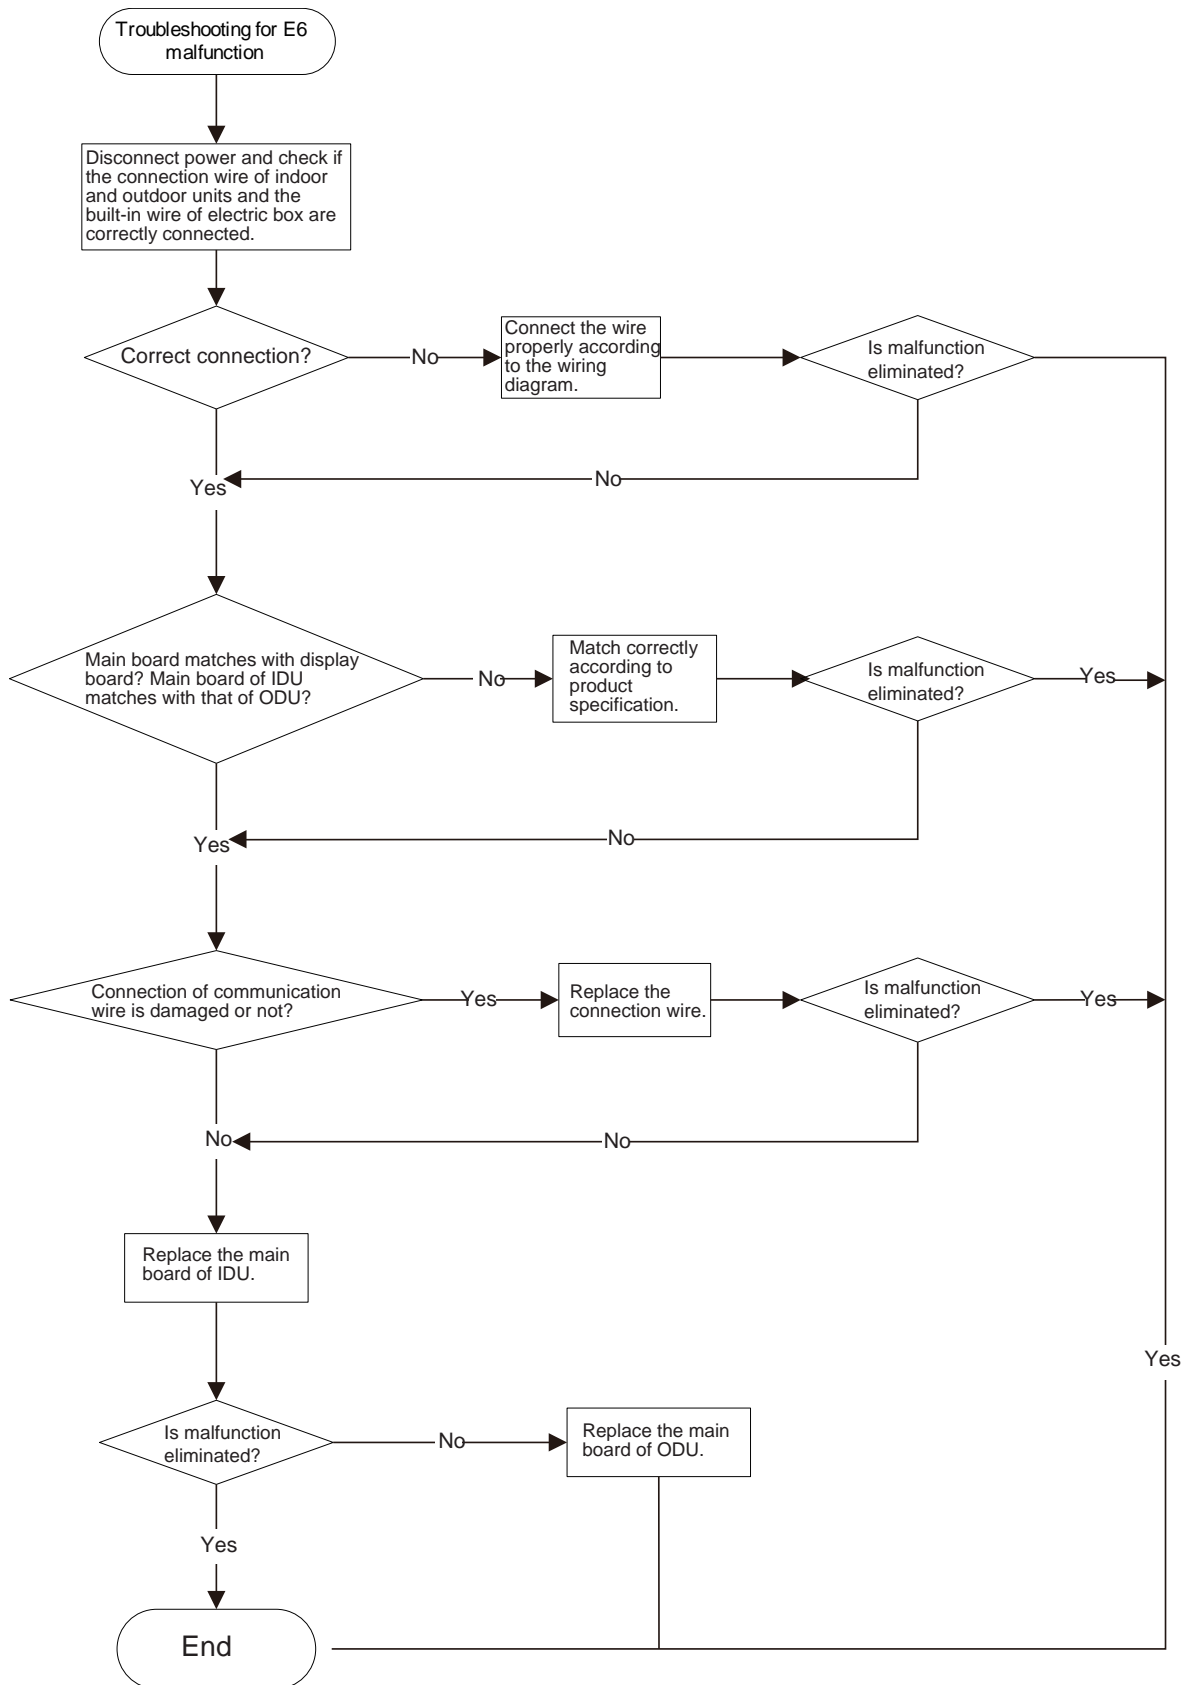 Troubleshooting for E6
malfunction
Disconnect power and check if
the connection wire of indoor
and outdoor units and the
built-in wire of electric box are
correctly connected.
Correct connection?
No
Connect the wire
properly according
to the wiring
diagram.
Is malfunction
eliminated?
No
Yes
Main board matches with display
board? Main board of IDU
matches with that of ODU?
No
Match correctly
according to
product
specification.
Is malfunction
eliminated?
Yes
No
Yes
Connection of communication
wire is damaged or not?
Yes
Replace the
connection wire.
Is malfunction
eliminated?
Yes
No
No
Replace the main
board of IDU.
Yes
Is malfunction
eliminated?
No
Replace the main
board of ODU.
Yes
End